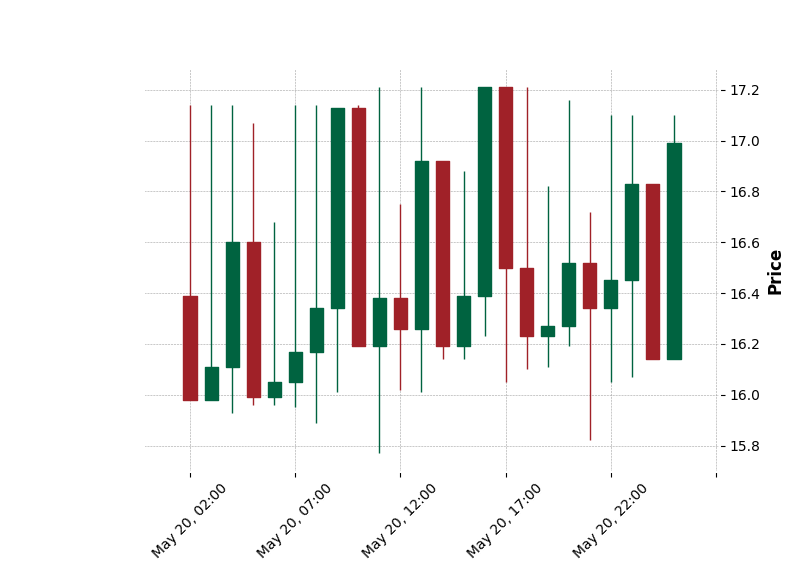 17.2
17.0
16.8
16.6
16.4
16.2
16.0
15.8
Price
May 20, 02:00
May 20, 07:00
May 20, 12:00
May 20, 17:00
May 20, 22:00